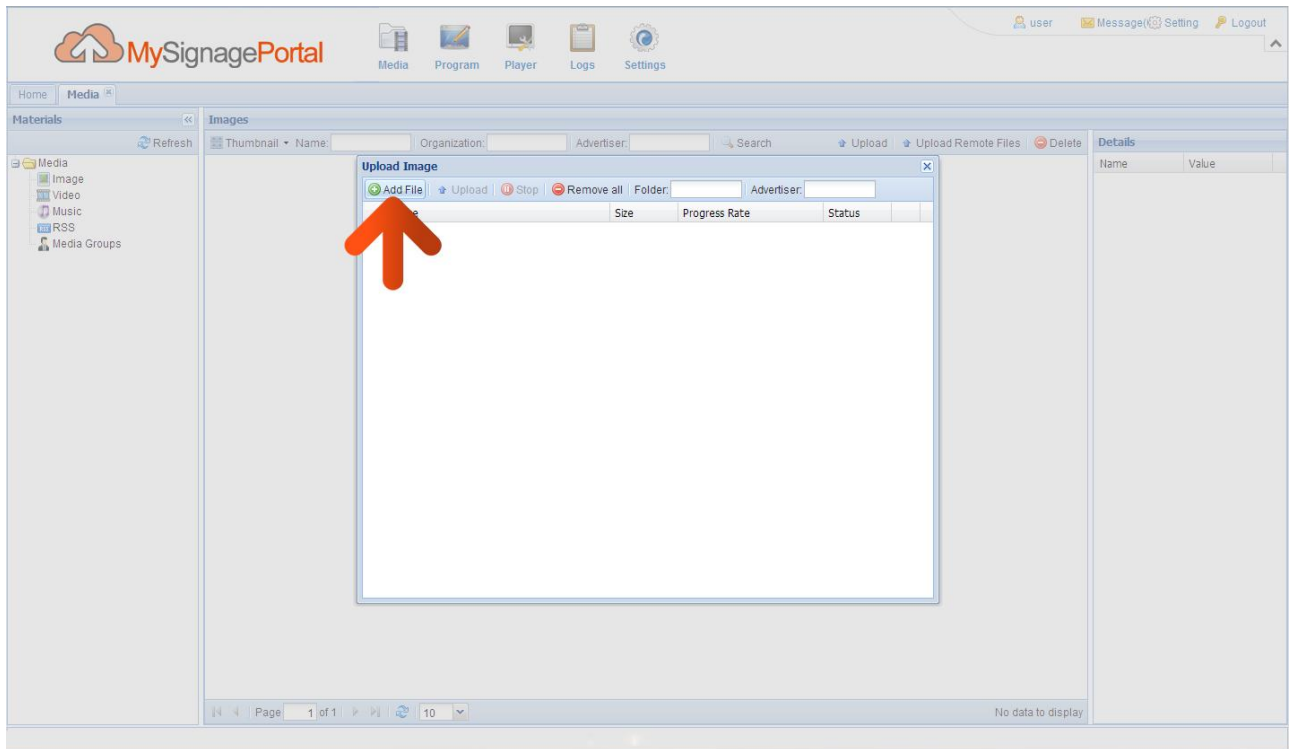 user Message( Setting Logout
MySignagePortal
Media Program Player Logs Settings
Home Media
Materials Images
Refresh Thumbnail Name: Organization: Advertiser: Search Upload Upload Remote Files Delete Details
Media Upload Image Name Value
Image
Add File Upload Stop Remove all Folder: Advertiser:
Video
Music Size Progress Rate Status
RSS
Media Groups
Page 1 of 1 10 No data to display